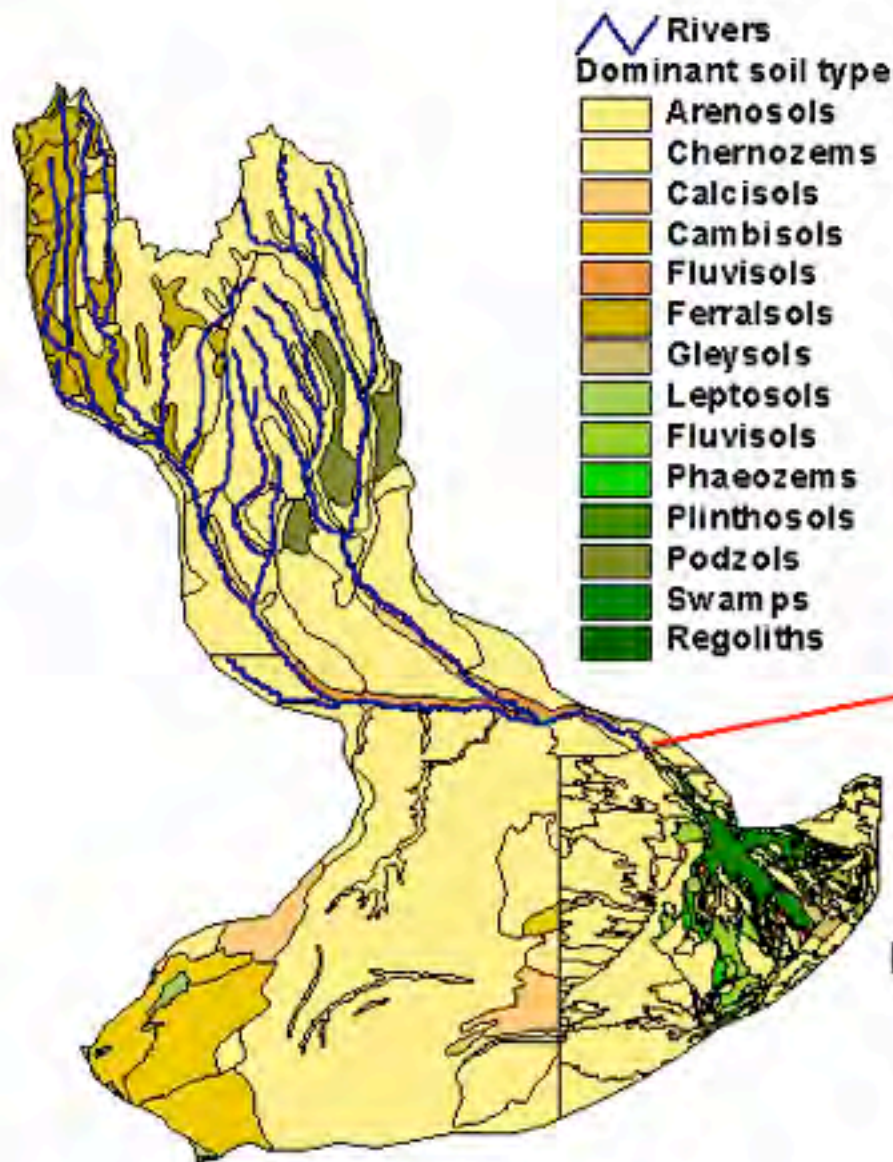 Rivers
Dominant soil type
Arenosols
Chernozems
Calcisols
Cambisols
Fluvisols
Ferralsols
Gleysols
Leptosols
Fluvisols
Phaeozems
Plinthosols
Podzols
Swamps
Regoliths